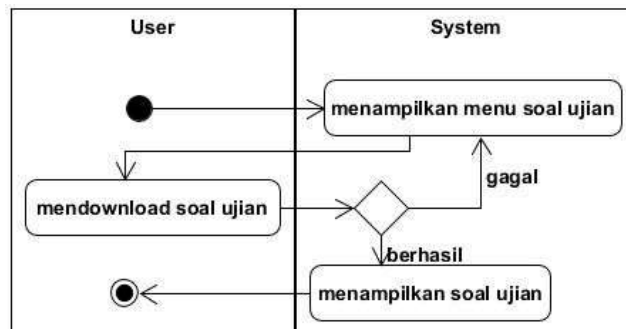 User
System
menampilkan menu soal ujian
mendownload soal ujian
gagal
berhasil
menampilkan soal ujian